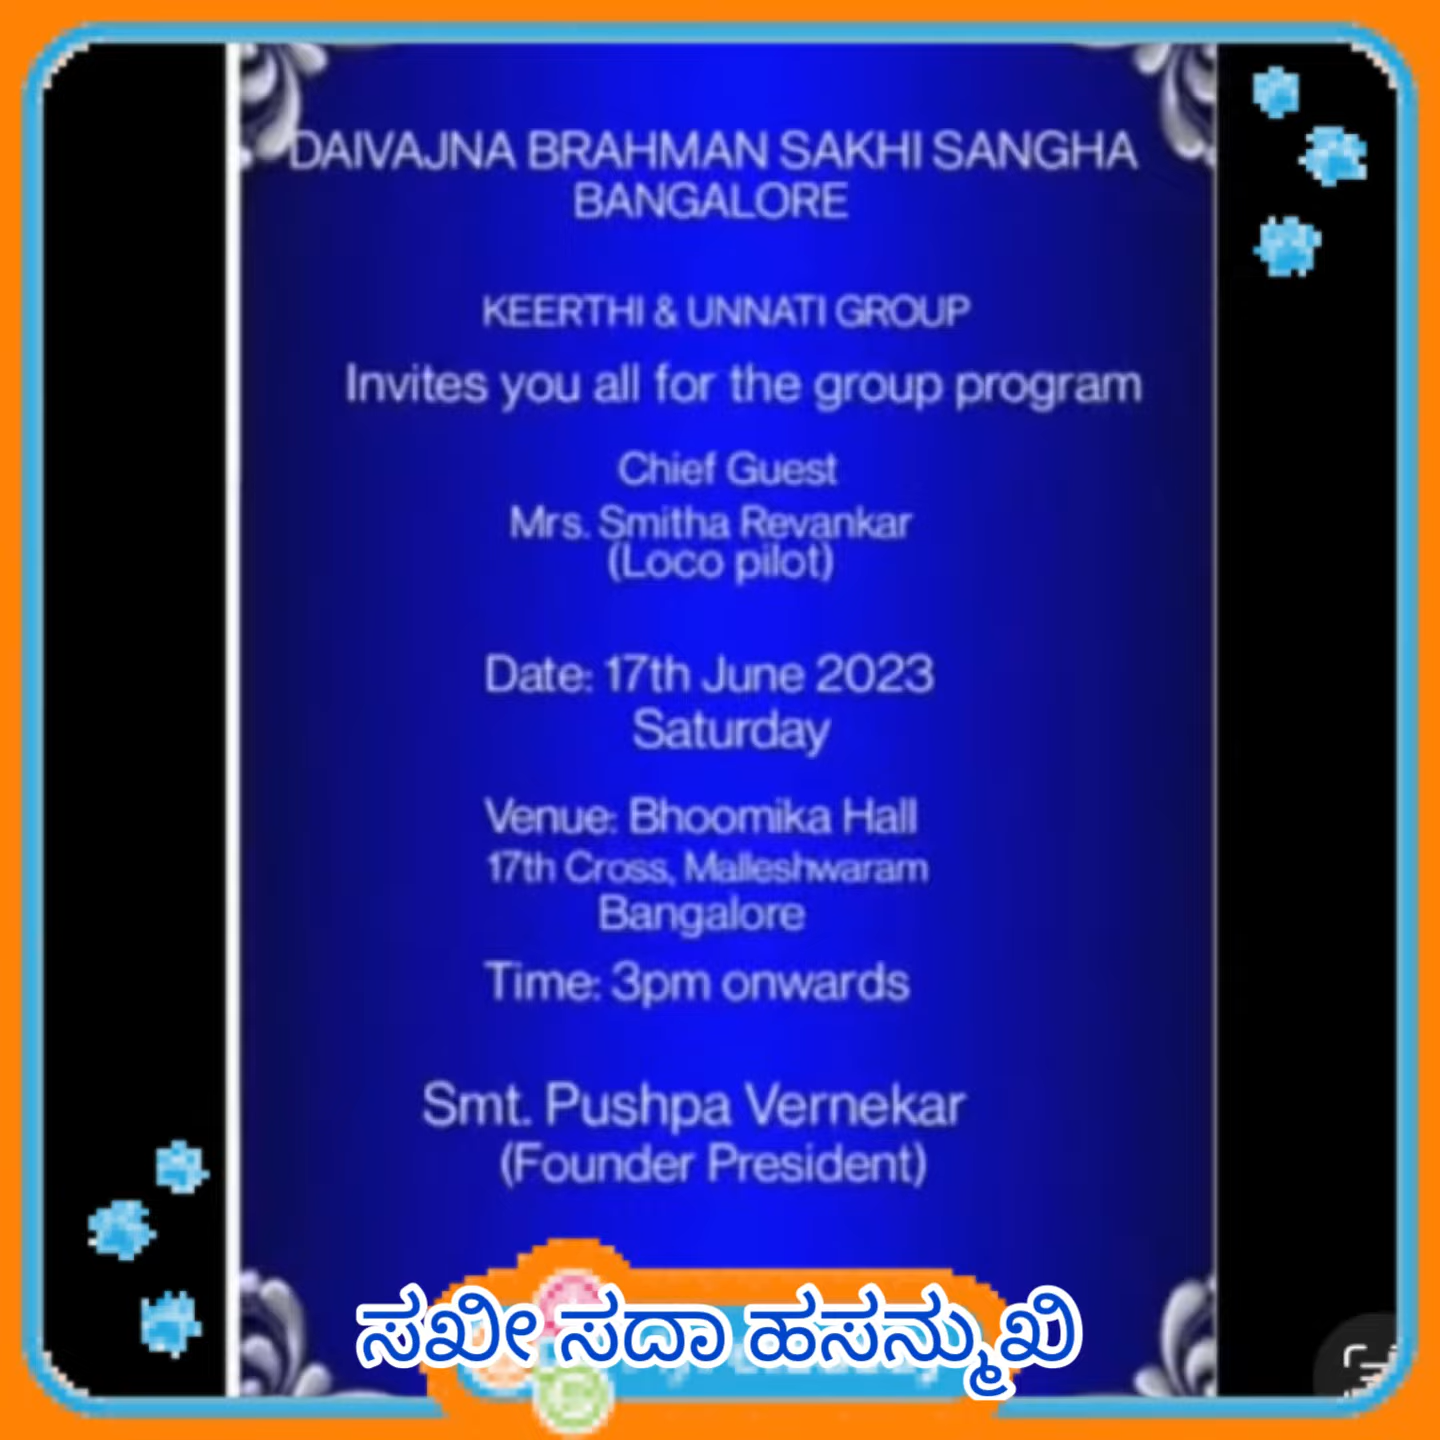 DAIVAJNA BRAHMAN SAKHI SANGHA
BANGALORE
KEERTHI & UNNATI GROUP
Invites you all for the group program
Chief Guest
Mrs. Smitha Revankar
(Loco pilot)
Date: 17th June 2023
Saturday
Venue: Bhoomika Hall
17th Cross, Malleshwaram
Bangalore
Time: 3pm onwards
Smt. Pushpa Vernekar
(Founder President)
ಸಖೀ ಸದಾ ಹಸನ್ಮುಖಿ